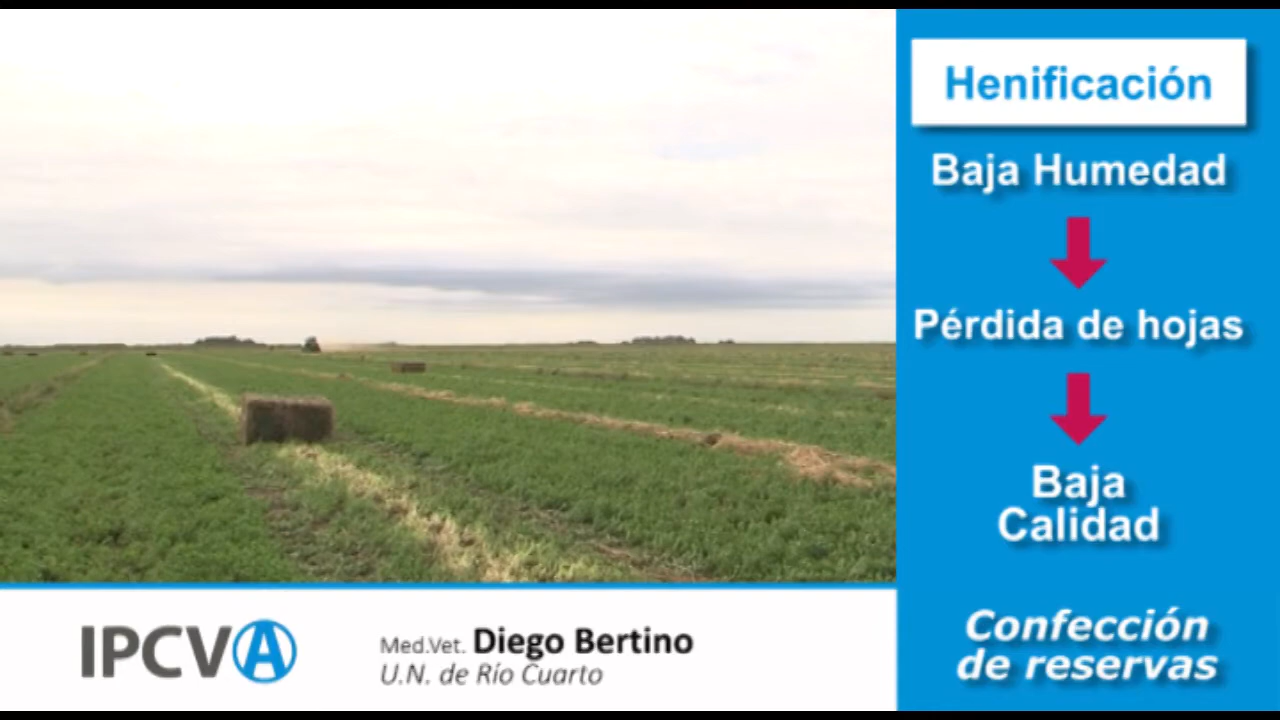 Henificación
Baja Humedad
Pérdida de hojas
Baja
Calidad
Confección
de reservas
IPCVA
Med.Vet. Diego Bertino
U.N. de Río Cuarto